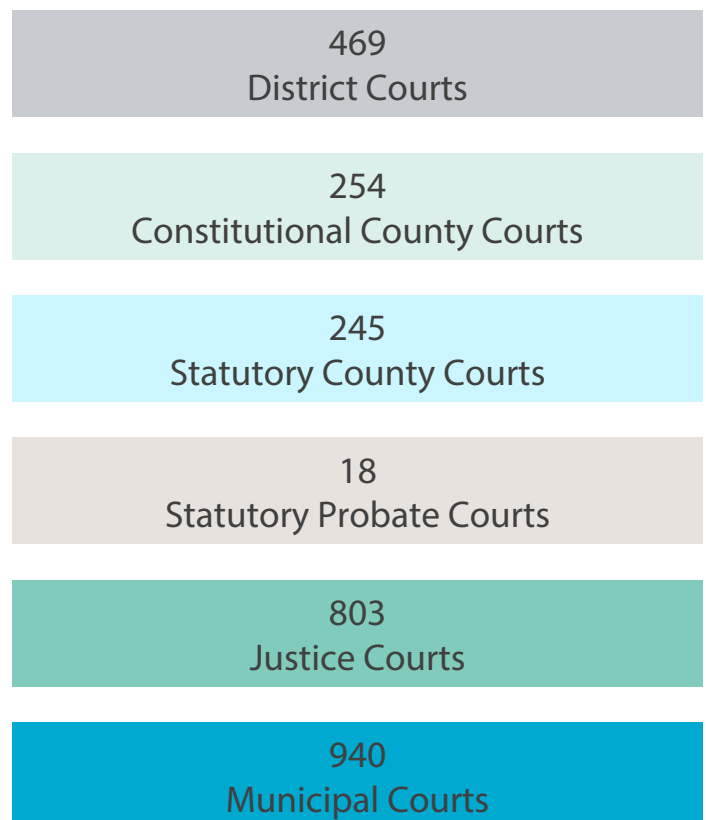 469
District Courts
254
Constitutional County Courts
245
Statutory County Courts
18
Statutory Probate Courts
803
Justice Courts
940
Municipal Courts